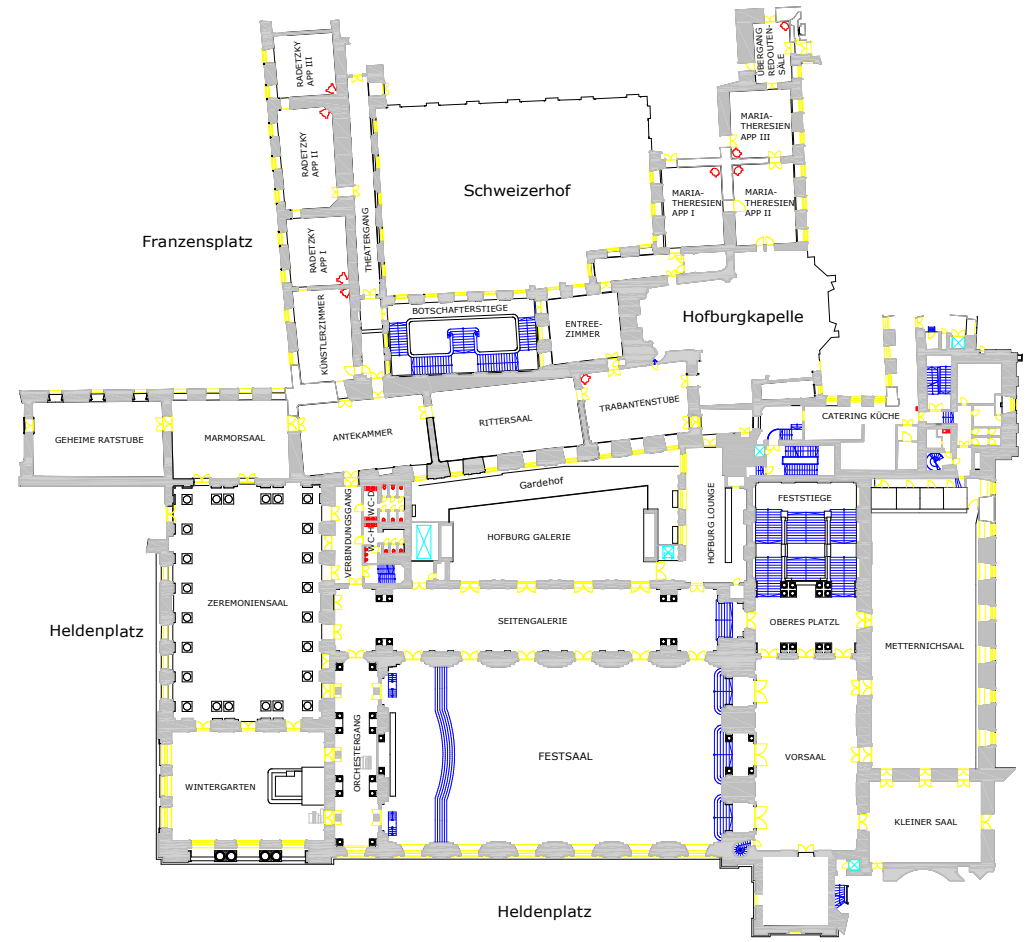 RADETZKY
APP III
ÜBERGANG
REDOUTEN-
SÄLE
RADETZKY
APP II
MARIA-
THERESIEN
APP III
Schweizerhof
MARIA-
THERESIEN
APP I
MARIA-
THERESIEN
APP II
Franzensplatz
RADETZKY
APP I
THEATERGANG
KÜNSTLERZIMMER
BOTSCHAFTERSTIEGE
ENTREE-
ZIMMER
Hofburgkapelle
GEHEIME RATSTUBE
MARMORSAAL
ANTEKAMMER
RITTERSAAL
TRABANTENSTUBE
CATERING KÜCHE
VERBINDUNGSGANG
WC-D
WC-H
Gardehof
HOFBURG GALERIE
HOFBURG LOUNGE
FESTSTIEGE
ZEREMONIENSAAL
Heldenplatz
SEITENGALERIE
OBERES PLATZL
METTERNICHSAAL
ORCHESTERGANG
FESTSAAL
VORSAAL
WINTERGARTEN
KLEINER SAAL
Heldenplatz